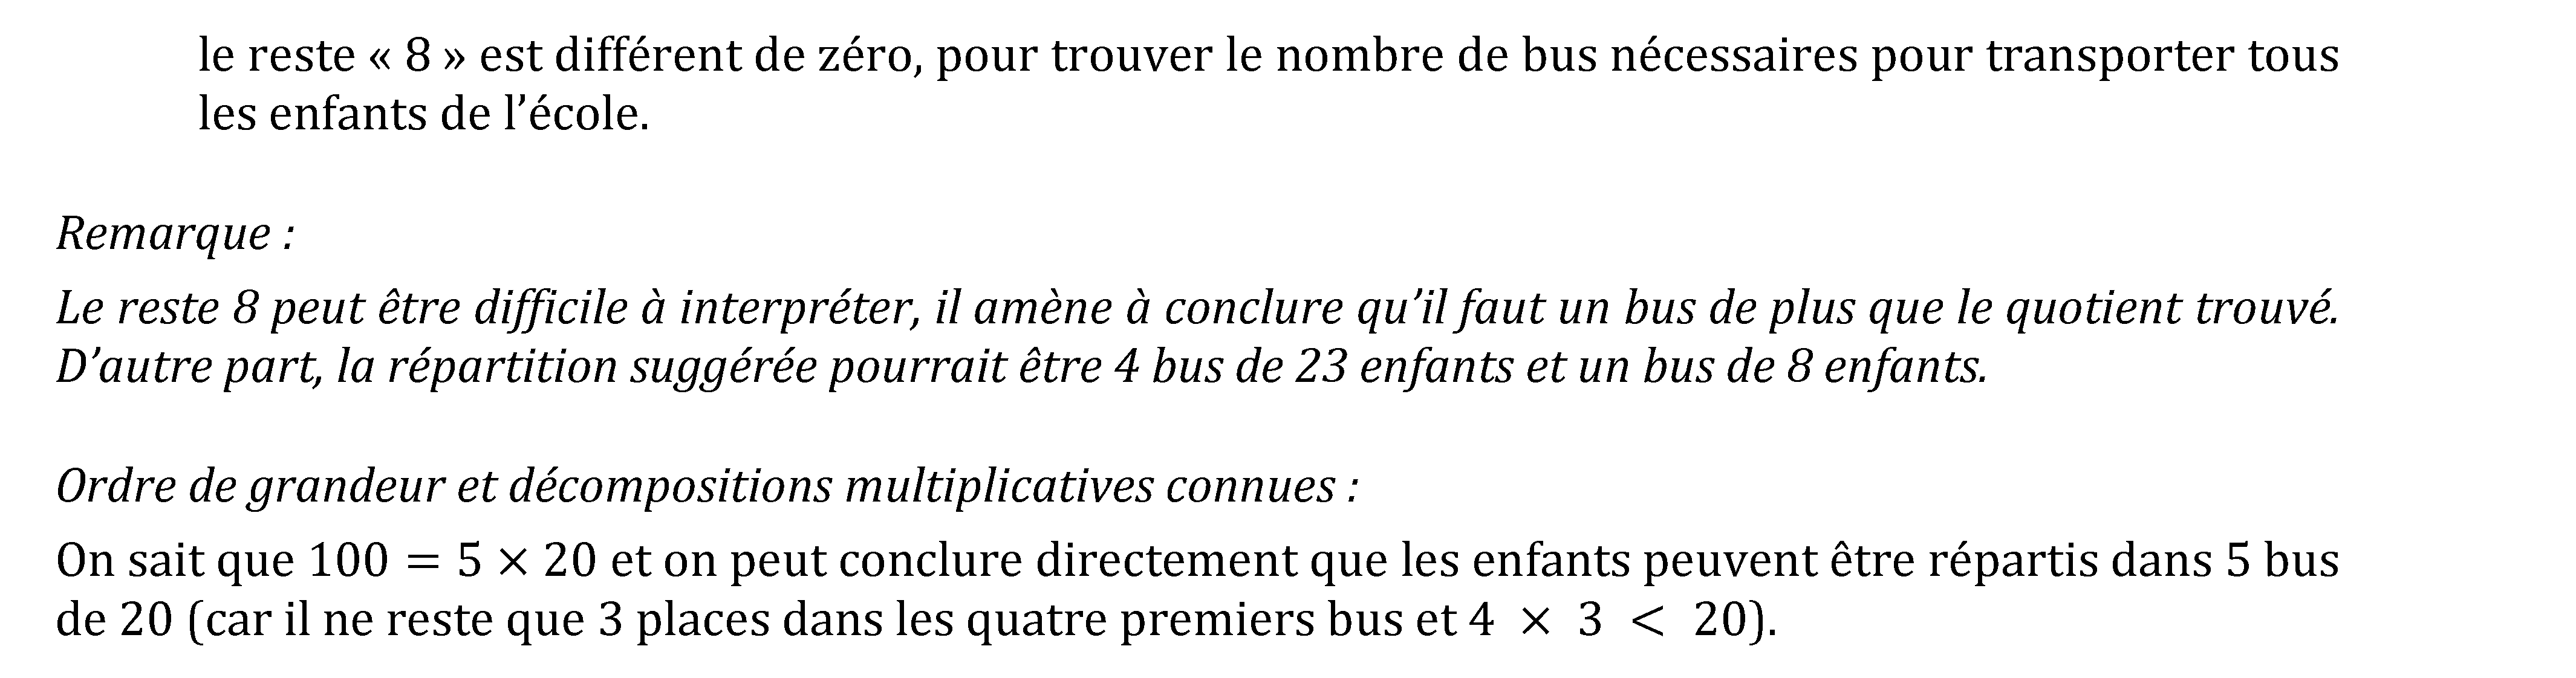 le reste « 8 » est différent de zéro, pour trouver le nombre de bus nécessaires pour transporter tous
les enfants de l’école.
Remarque :
Le reste 8 peut être difficile à interpréter, il amène à conclure qu’il faut un bus de plus que le quotient trouvé.
D’autre part, la répartition suggérée pourrait être 4 bus de 23 enfants et un bus de 8 enfants.
Ordre de grandeur et décompositions multiplicatives connues :
On sait que 100 = 5 × 20 et on peut conclure directement que les enfants peuvent être répartis dans 5 bus
de 20 (car il ne reste que 3 places dans les quatre premiers bus et 4 × 3 < 20).